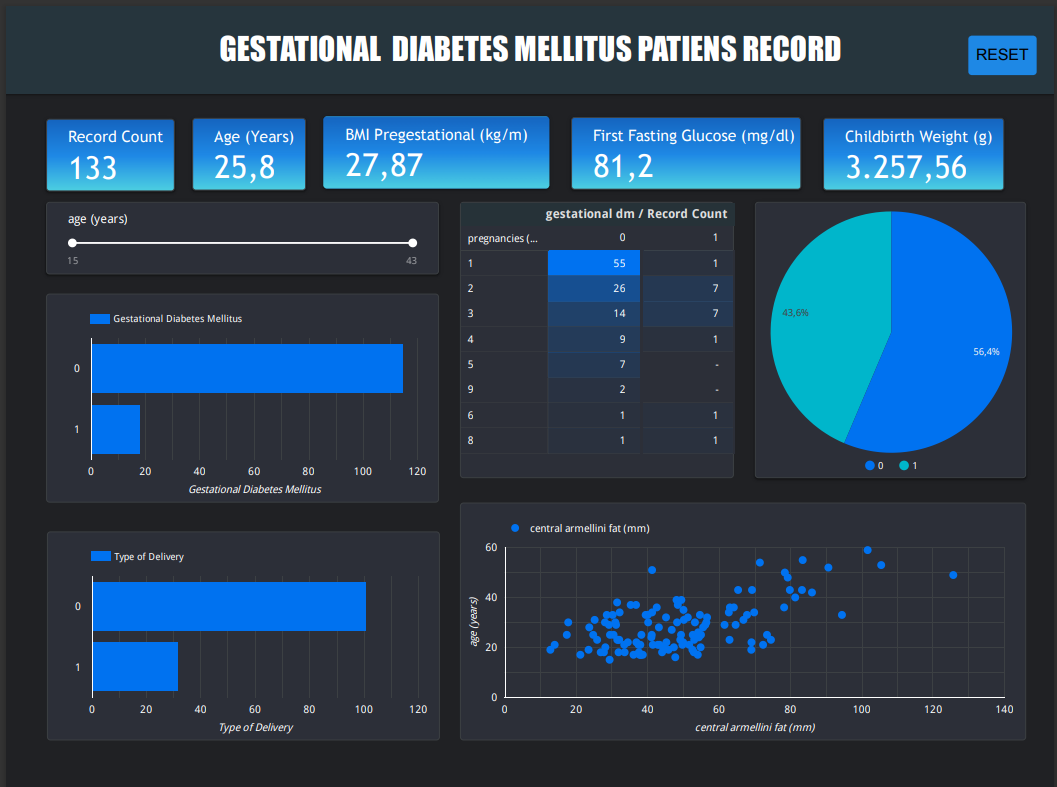 GESTATIONAL DIABETES MELLITUS PATIENS RECORD
RESET
Record Count
133
Age (Years)
25,8
BMI Pregestational (kg/m)
27,87
First Fasting Glucose (mg/dl)
81,2
Childbirth Weight (g)
3.257,56
age (years)
15 43
gestational dm / Record Count
pregnancies (... 0 1
1 55 1
2 26 7
3 14 7
4 9 1
5 7 -
9 2 -
6 1 1
8 1 1
43,6%
56,4%
0 1
Gestational Diabetes Mellitus
0
1
0 20 40 60 80 100 120
Gestational Diabetes Mellitus
Type of Delivery
0
1
0 20 40 60 80 100 120
Type of Delivery
central armellini fat (mm)
age (years)
60
40
20
0
0 20 40 60 80 100 120 140
central armellini fat (mm)